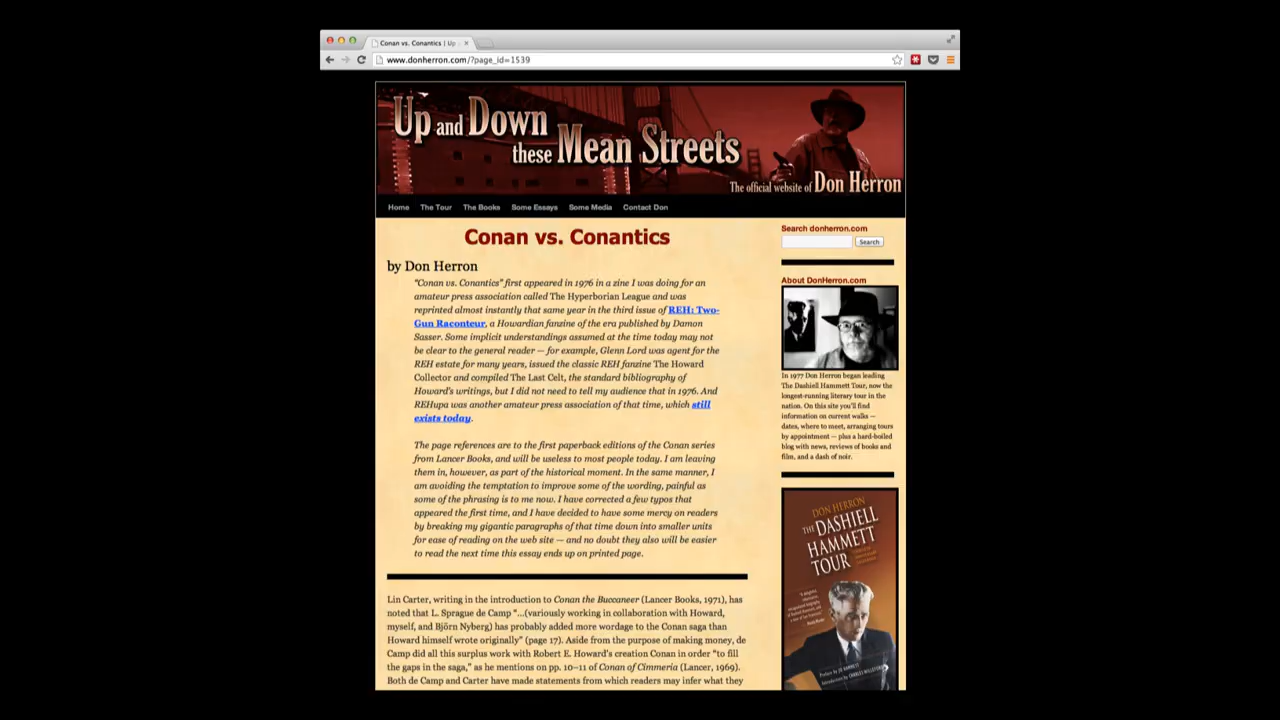 Conan vs. Conantics | Up
www.donherron.com/?page_id=1539
Up and Down
these Mean Streets
The official website of Don Herron
Home The Tour The Books Some Essays Some Media Contact Don
Conan vs. Conantics
by Don Herron
"Conan vs. Conantics" first appeared in 1976 in a zine I was doing for an
amateur press association called The Hyperborian League and was
reprinted almost instantly that same year in the third issue of REH: Two-
Gun Raconteur, a Howardian fanzine of the era published by Damon
Sasser. Some implicit understandings assumed at the time today may not
be clear to the general reader — for example, Glenn Lord was agent for the
REH estate for many years, issued the classic REH fanzine The Howard
Collector and compiled The Last Celt, the standard bibliography of
Howard's writings, but I did not need to tell my audience that in 1976. And
REHupa was another amateur press association of that time, which still
exists today.
The page references are to the first paperback editions of the Conan series
from Lancer Books, and will be useless to most people today. I am leaving
them in, however, as part of the historical moment. In the same manner, I
am avoiding the temptation to improve some of the wording, painful as
some of the phrasing is to me now. I have corrected a few typos that
appeared the first time, and I have decided to have some mercy on readers
by breaking my gigantic paragraphs of that time down into smaller units
for ease of reading on the web site — and no doubt they also will be easier
to read the next time this essay ends up on printed page.
Lin Carter, writing in the introduction to Conan the Buccaneer (Lancer Books, 1971), has
noted that L. Sprague de Camp "...(variously working in collaboration with Howard,
myself, and Björn Nyberg) has probably added more wordage to the Conan saga than
Howard himself wrote originally" (page 17). Aside from the purpose of making money, de
Camp did all this surplus work with Robert E. Howard's creation Conan in order "to fill
the gaps in the saga," as he mentions on pp. 10–11 of Conan of Cimmeria (Lancer, 1969).
Both de Camp and Carter have made statements from which readers may infer what they
Search donherron.com
Search
About DonHerron.com
In 1977 Don Herron began leading
The Dashiell Hammett Tour, now the
longest-running literary tour in the
nation. On this site you'll find
information on current walks —
dates, where to meet, arranging tours
by appointment — plus a hard-boiled
blog with news, reviews of books and
film, and a dash of noir.
DON HERRON
THE DASHIELL
HAMMETT
TOUR
Preface by JO HAMMETT
Introduction by CHARLES WILLEFORD